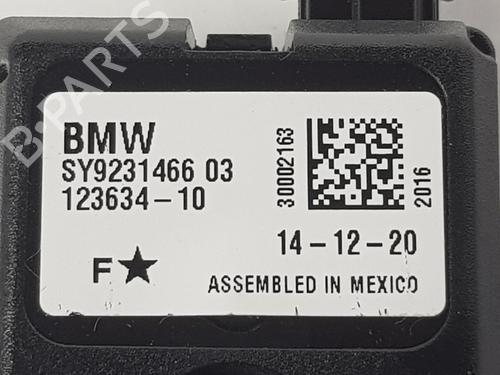 BMW
SY9231466 03
123634-10
F★
30002163
2016
14-12-20
ASSEMBLED IN MEXICO
B-PARTS